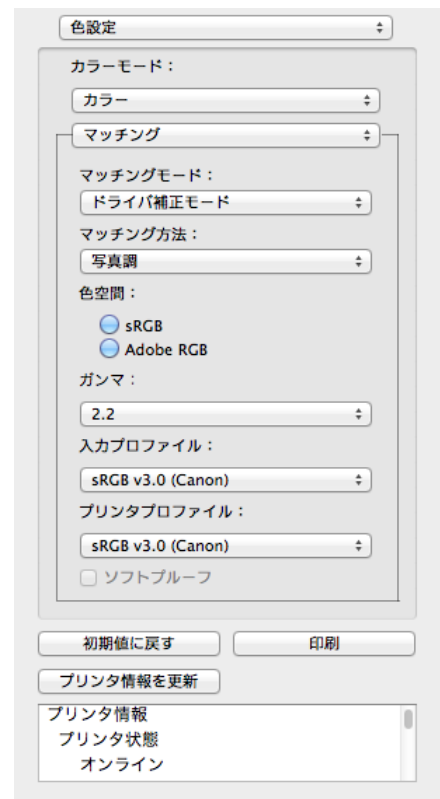 色設定
カラーモード：
カラー
マッチング
マッチングモード：
ドライバ補正モード
マッチング方法：
写真調
色空間：
sRGB
Adobe RGB
ガンマ：
2.2
入力プロファイル：
sRGB v3.0 (Canon)
プリンタプロファイル：
sRGB v3.0 (Canon)
ソフトプルーフ
初期値に戻す 印刷
プリンタ情報を更新
プリンタ情報
プリンタ状態
オンライン